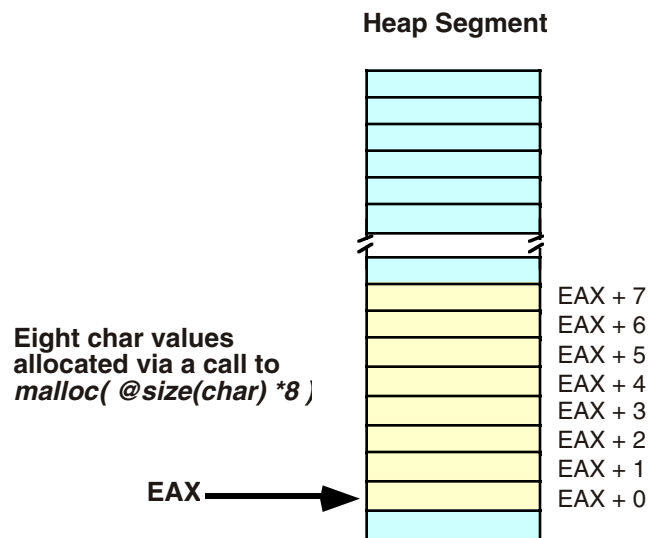 Heap Segment
EAX + 7
EAX + 6
EAX + 5
EAX + 4
EAX + 3
EAX + 2
EAX + 1
EAX + 0
Eight char values
allocated via a call to
malloc( @size(char) *8 )
EAX